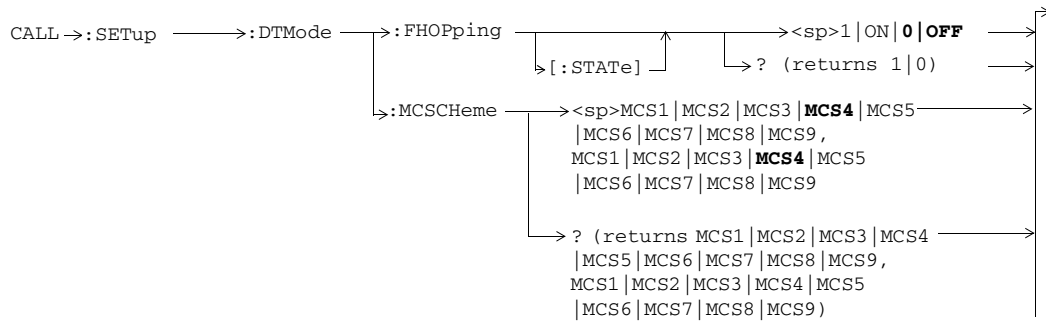 CALL :SETup :DTMode :FHOPping <sp>1|ON|0|OFF
[:STATe] ? (returns 1|0)
:MCSCHeme <sp>MCS1|MCS2|MCS3|MCS4|MCS5
|MCS6|MCS7|MCS8|MCS9,
MCS1|MCS2|MCS3|MCS4|MCS5
|MCS6|MCS7|MCS8|MCS9
? (returns MCS1|MCS2|MCS3|MCS4
|MCS5|MCS6|MCS7|MCS8|MCS9,
MCS1|MCS2|MCS3|MCS4|MCS5
|MCS6|MCS7|MCS8|MCS9)